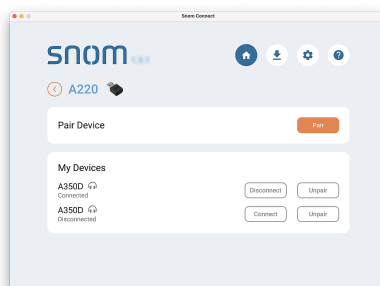 Snom Connect
snom
A220
Pair Device
Pair
My Devices
A350D
Connected
Disconnect
Unpair
A350D
Disconnected
Connect
Unpair